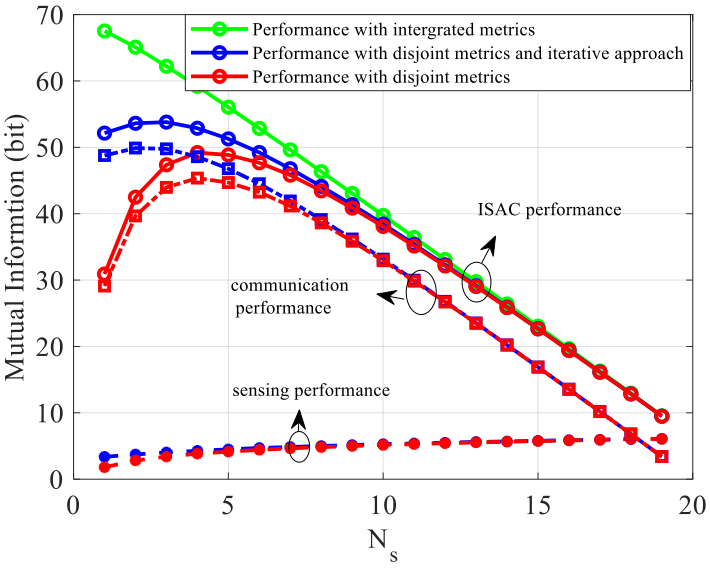 70
60
50
40
30
20
10
0
Mutual Informtion (bit)
Performance with intergrated metrics
Performance with disjoint metrics and iterative approach
Performance with disjoint metrics
ISAC performance
communication
performance
sensing performance
0
5
10
15
20
N_s